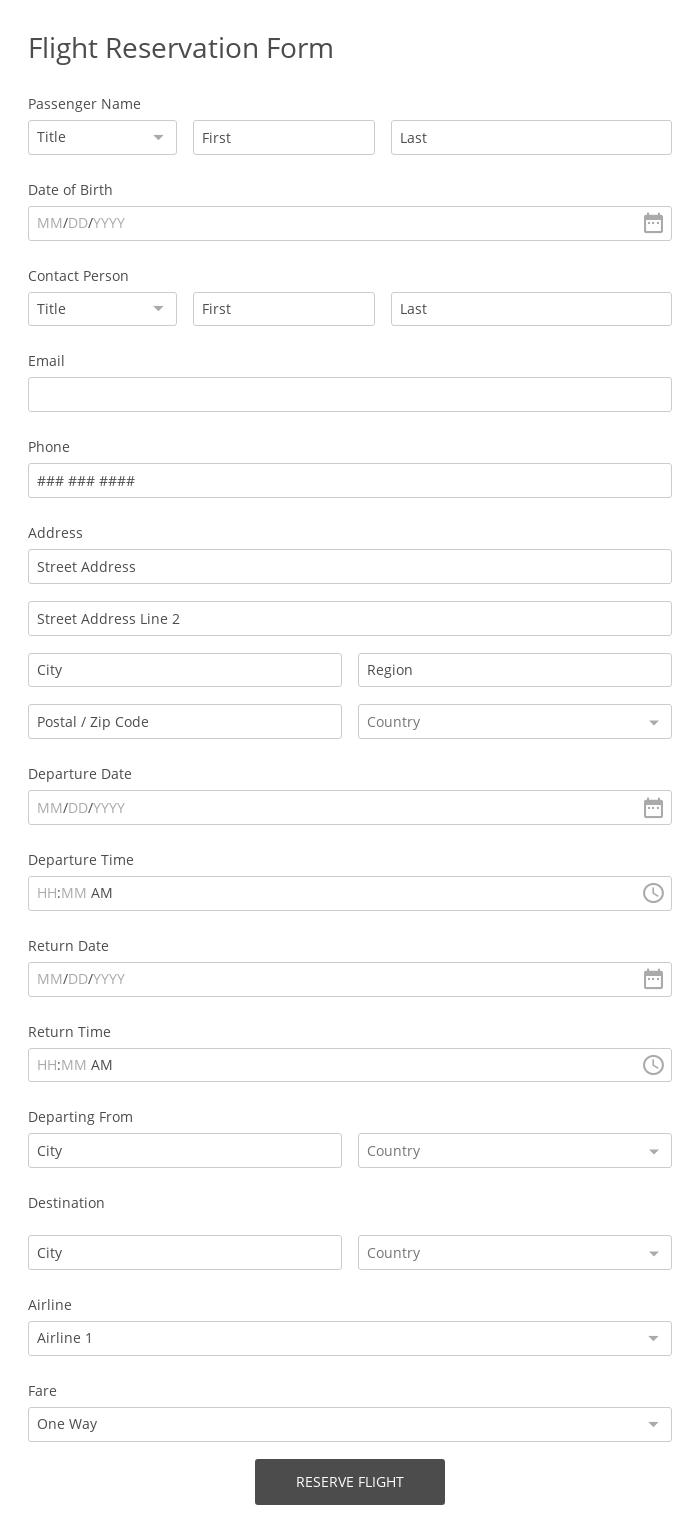 Flight Reservation Form
Passenger Name
Title First Last
Date of Birth
MM/DD/YYYY
Contact Person
Title First Last
Email
Phone
### ### ####
Address
Street Address
Street Address Line 2
City Region
Postal / Zip Code Country
Departure Date
MM/DD/YYYY
Departure Time
HH:MM AM
Return Date
MM/DD/YYYY
Return Time
HH:MM AM
Departing From
City Country
Destination
City Country
Airline
Airline 1
Fare
One Way
RESERVE FLIGHT